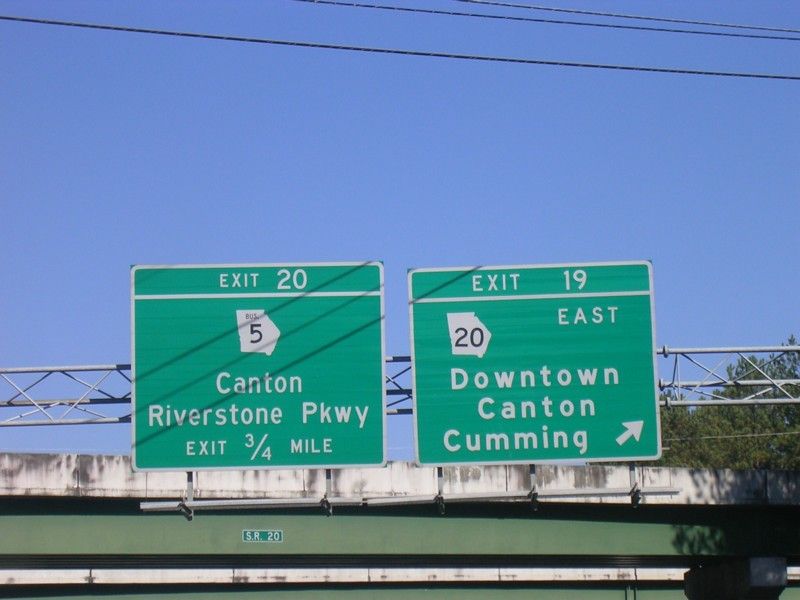 EXIT 20
BUS.
5
Canton
Riverstone Pkwy
EXIT 3/4 MILE
EXIT 19
20
EAST
Downtown
Canton
Cumming
S.R. 20